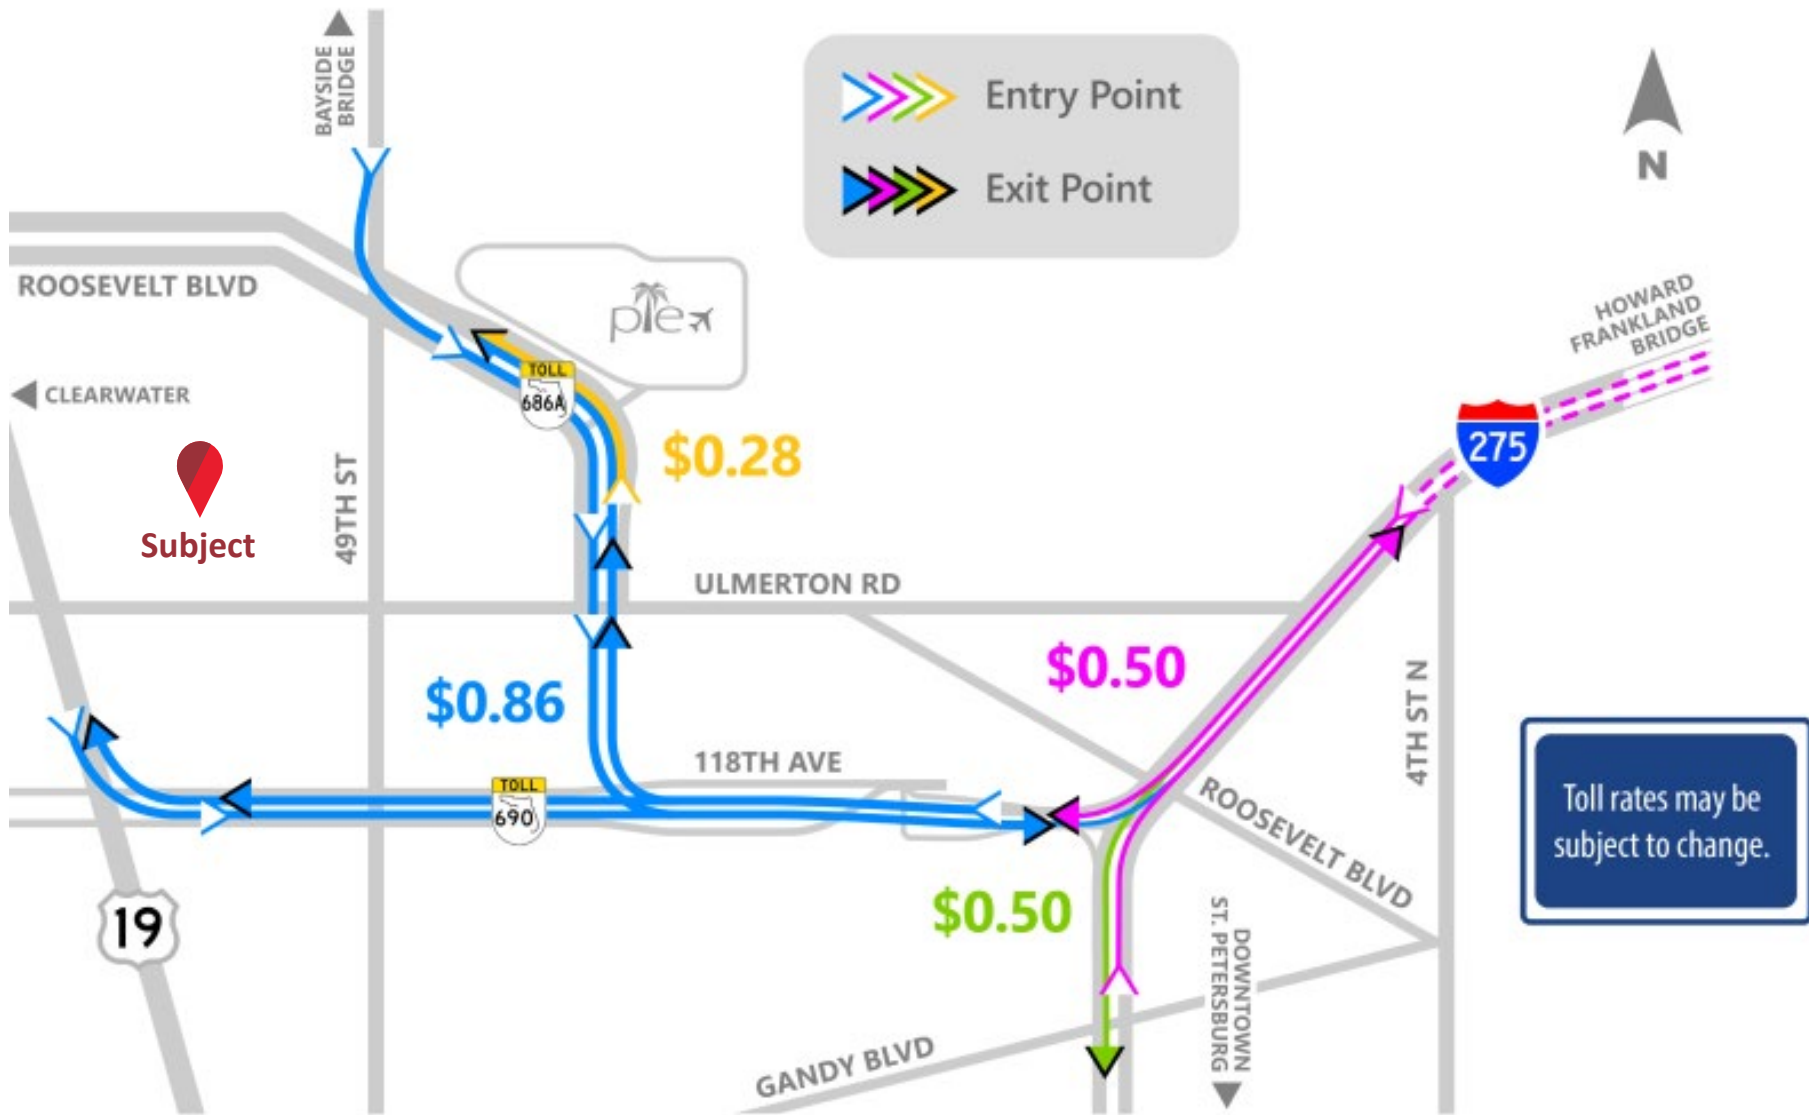 BAYSIDE
BRIDGE
Entry Point
Exit Point
N
ROOSEVELT BLVD
pie
HOWARD
FRANKLAND
BRIDGE
TOLL
686A
CLEARWATER
275
$0.28
49TH ST
Subject
ULMERTON RD
$0.50
$0.86
4TH ST N
118TH AVE
TOLL
690
ROOSEVELT BLVD
Toll rates may be
subject to change.
19
$0.50
DOWNTOWN
ST. PETERSBURG
GANDY BLVD